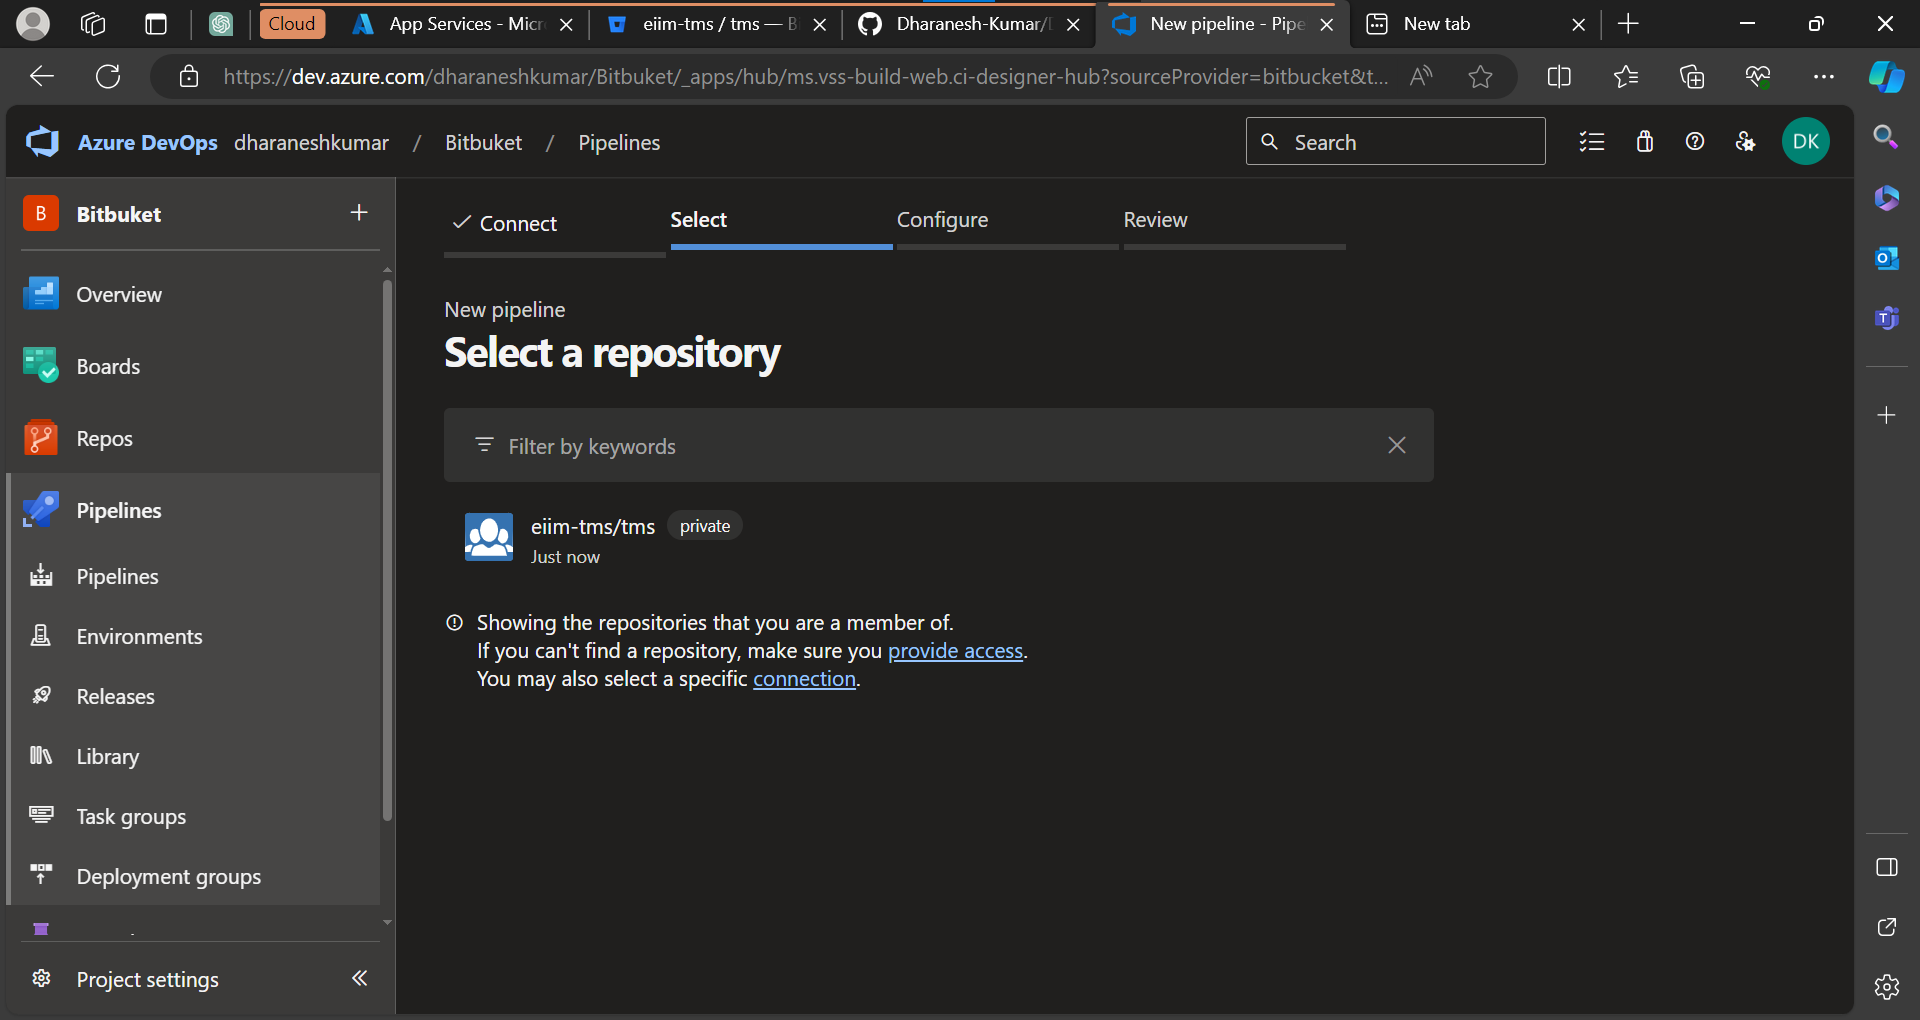 Cloud
App Services - Micr
eiim-tms / tms — B
Dharanesh-Kumar/D
New pipeline - Pipe
New tab
https://dev.azure.com/dharaneshkumar/Bitbuket/_apps/hub/ms.vss-build-web.ci-designer-hub?sourceProvider=bitbucket&t...
Azure DevOps dharaneshkumar / Bitbuket / Pipelines
Search
DK
B Bitbuket
Overview
Boards
Repos
Pipelines
Pipelines
Environments
Releases
Library
Task groups
Deployment groups
Project settings
Connect
Select
Configure
Review
New pipeline
Select a repository
Filter by keywords
eiim-tms/tms private
Just now
Showing the repositories that you are a member of.
If you can't find a repository, make sure you provide access.
You may also select a specific connection.